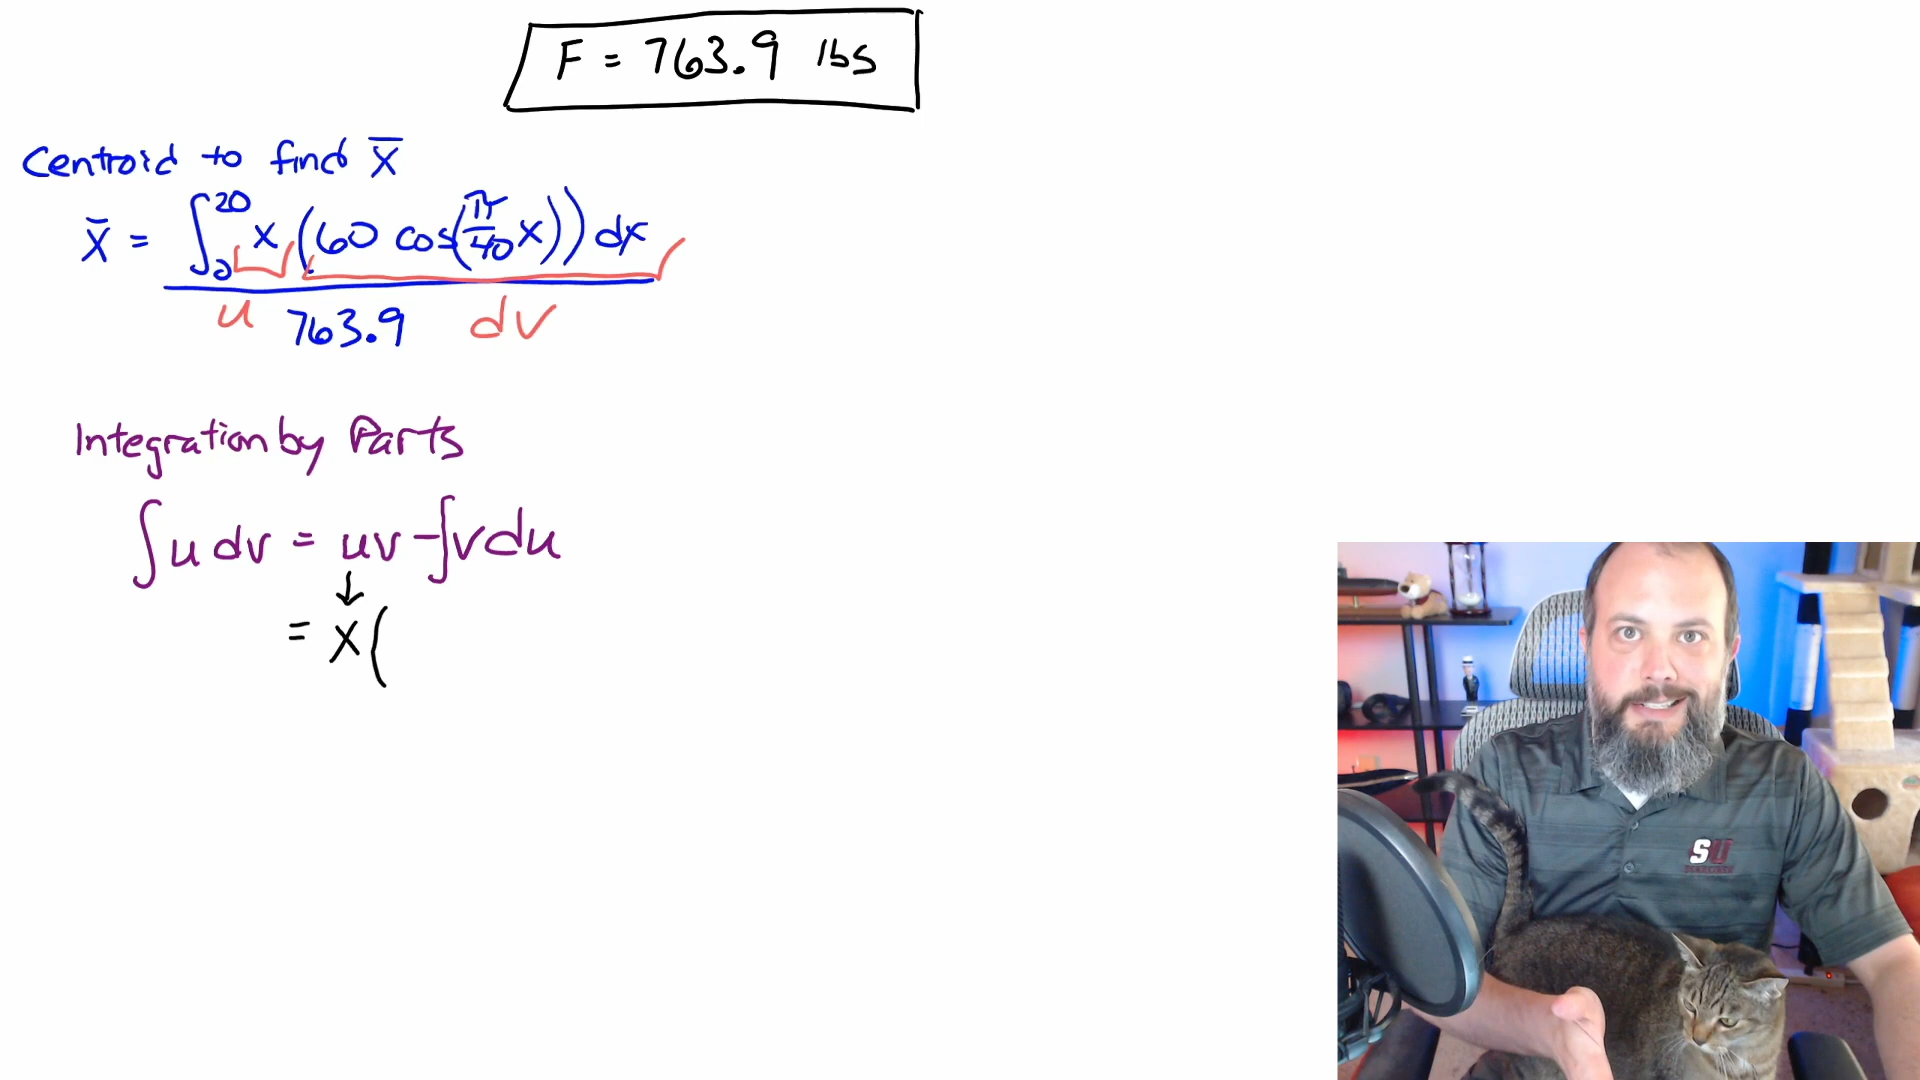 F = 763.9 lbs
Centroid to find x̄
x̄ = ∫₀²⁰ x (60 cos(π/40 x)) dx
u 763.9 dv
Integration by Parts
∫u dv = uv - ∫v du
↓
= x (
SU